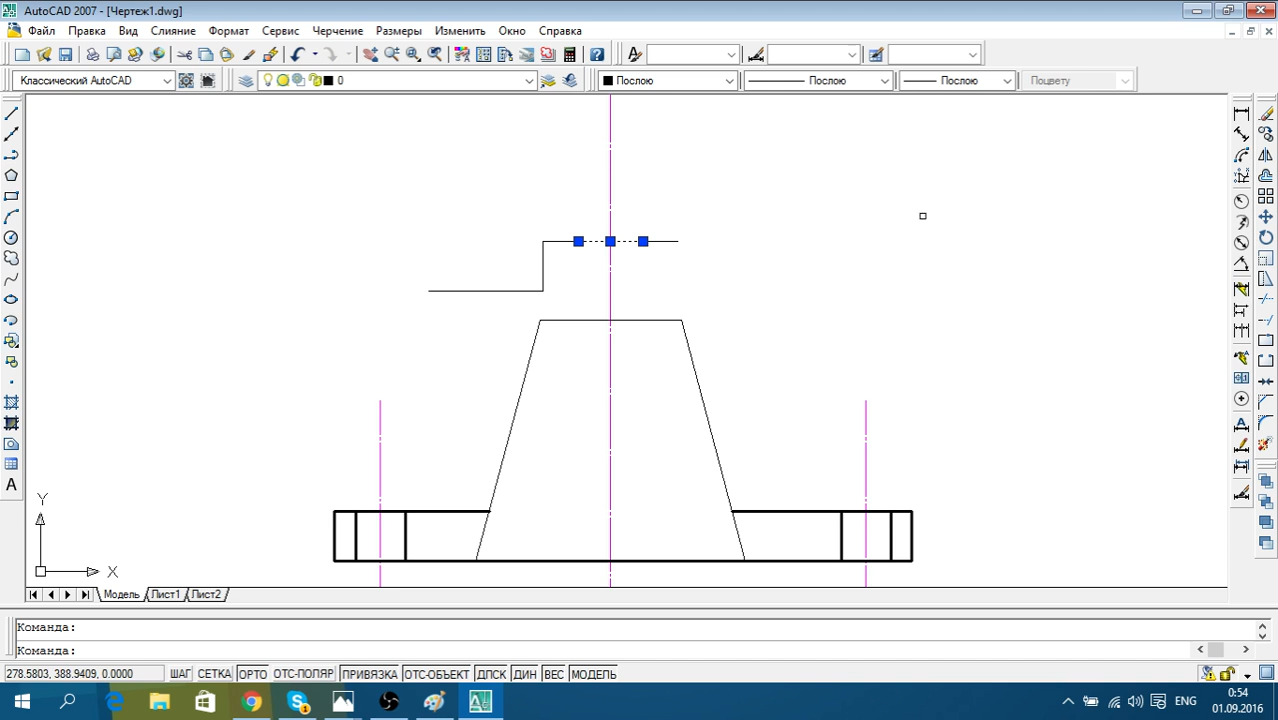 AutoCAD 2007 - [Чертеж1.dwg]
Файл Правка Вид Слияние Формат Сервис Черчение Размеры Изменить Окно Справка
Классический AutoCAD 0 Послою Послою Послою Поцвету
Y
X
Модель Лист1 Лист2
Команда:
Команда:
278.5803, 388.9409, 0.0000 ШАГ СЕТКА ОРТО ОТС-ПОЛЯР ПРИВЯЗКА ОТС-ОБЪЕКТ ДПСК ДИН ВЕС МОДЕЛЬ
ENG
0:54
01.09.2016